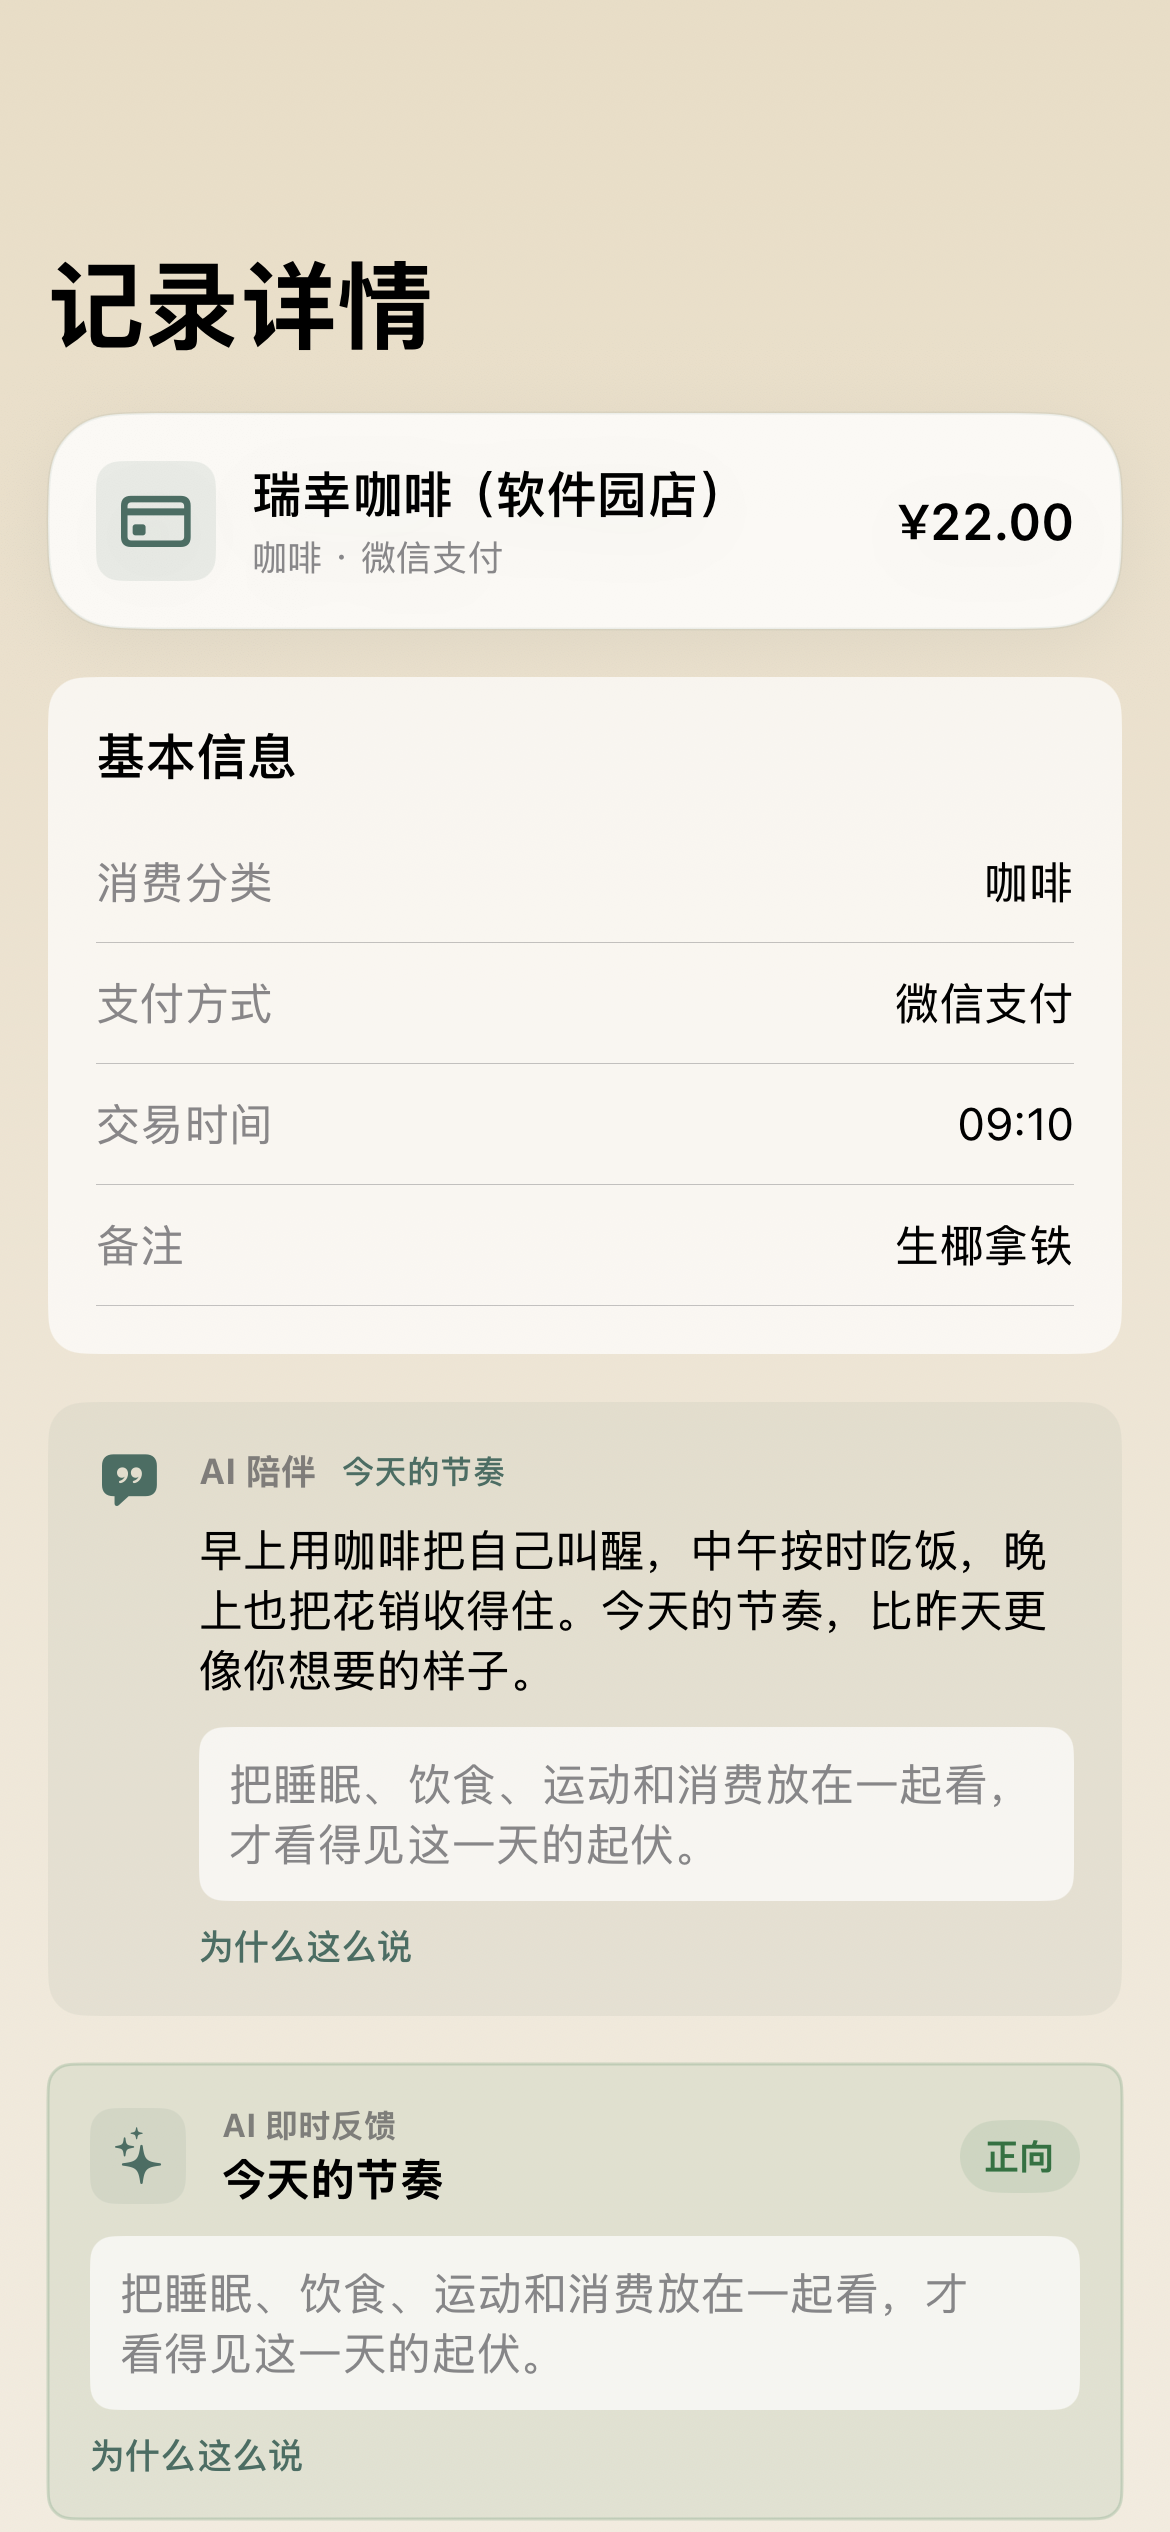 记录详情
瑞幸咖啡（软件园店）
咖啡 · 微信支付
¥22.00
基本信息
消费分类 咖啡
支付方式 微信支付
交易时间 09:10
备注 生椰拿铁
AI 陪伴 今天的节奏
早上用咖啡把自己叫醒，中午按时吃饭，晚
上也把花销收得住。今天的节奏，比昨天更
像你想要的样子。
把睡眠、饮食、运动和消费放在一起看，
才看得见这一天的起伏。
为什么这么说
AI 即时反馈
今天的节奏
正向
把睡眠、饮食、运动和消费放在一起看，才
看得见这一天的起伏。
为什么这么说